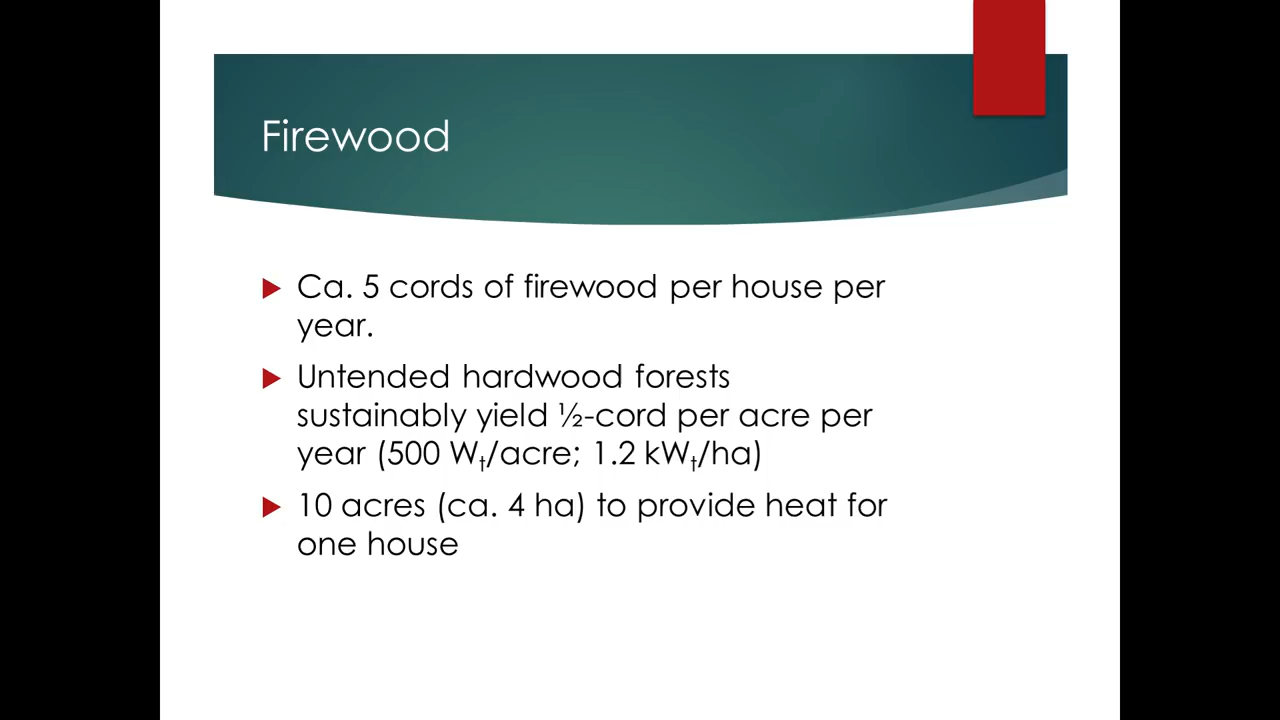 Firewood
Ca. 5 cords of firewood per house per
year.
Untended hardwood forests
sustainably yield ½-cord per acre per
year (500 Wt/acre; 1.2 kWt/ha)
10 acres (ca. 4 ha) to provide heat for
one house